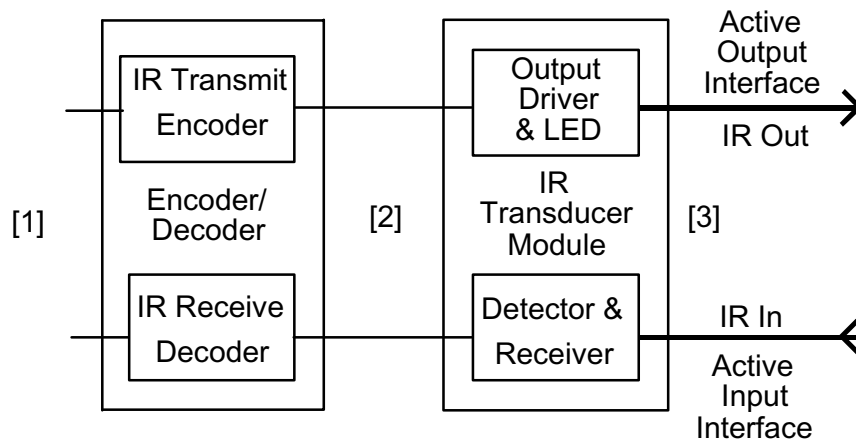 IR Transmit
Encoder
Output
Driver
& LED
Active
Output
Interface
IR Out
[1]
Encoder/
Decoder
[2]
IR
Transducer
Module
[3]
IR Receive
Decoder
Detector &
Receiver
IR In
Active
Input
Interface